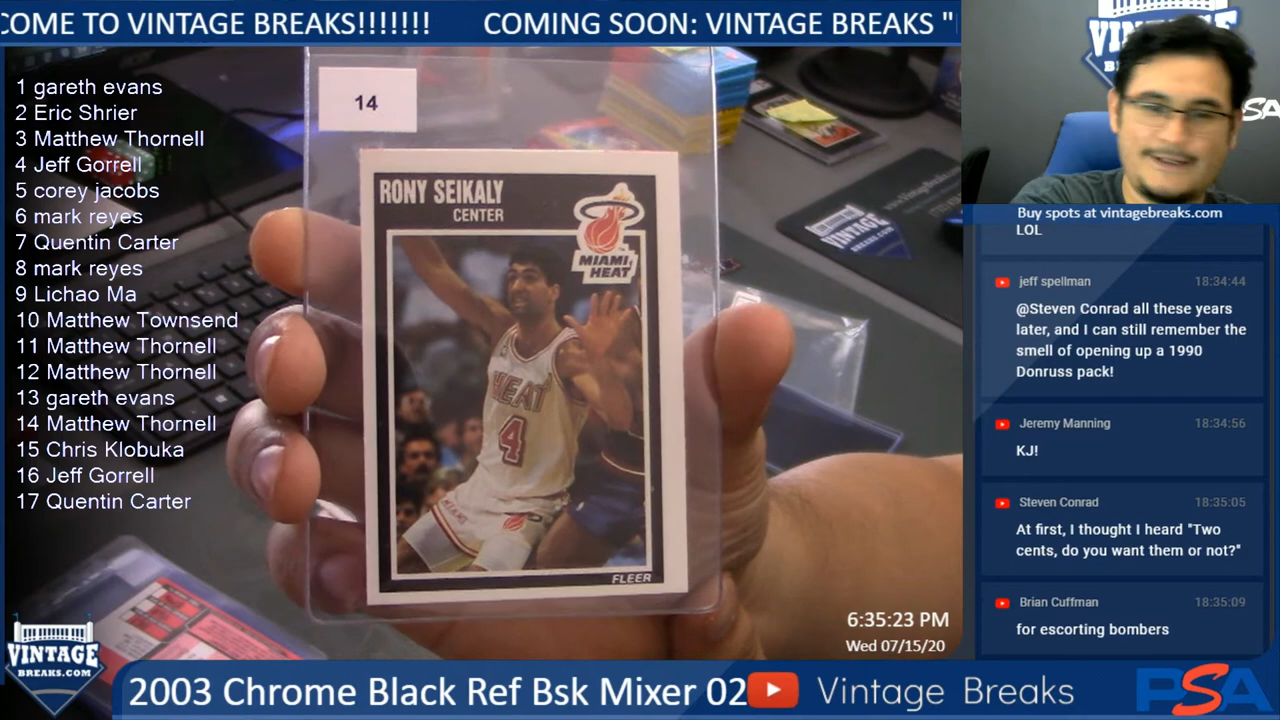 COME TO VINTAGE BREAKS!!!!!!! COMING SOON: VINTAGE BREAKS "
1 gareth evans
2 Eric Shrier
3 Matthew Thornell
4 Jeff Gorrell
5 corey jacobs
6 mark reyes
7 Quentin Carter
8 mark reyes
9 Lichao Ma
10 Matthew Townsend
11 Matthew Thornell
12 Matthew Thornell
13 gareth evans
14 Matthew Thornell
15 Chris Klobuka
16 Jeff Gorrell
17 Quentin Carter
14
RONY SEIKALY
CENTER
MIAMI
HEAT
HEAT
4
MIAMI
FLEER
VINTAGE
BREAKS
VINTAGE
PSA
Buy spots at vintagebreaks.com
LOL
jeff spellman 18:34:44
@Steven Conrad all these years
later, and I can still remember the
smell of opening up a 1990
Donruss pack!
Jeremy Manning 18:34:56
KJ!
Steven Conrad 18:35:05
At first, I thought I heard "Two
cents, do you want them or not?"
Brian Cuffman 18:35:09
for escorting bombers
6:35:23 PM
Wed 07/15/20
VINTAGE
BREAKS.COM
2003 Chrome Black Ref Bsk Mixer 02
Vintage Breaks
PSA